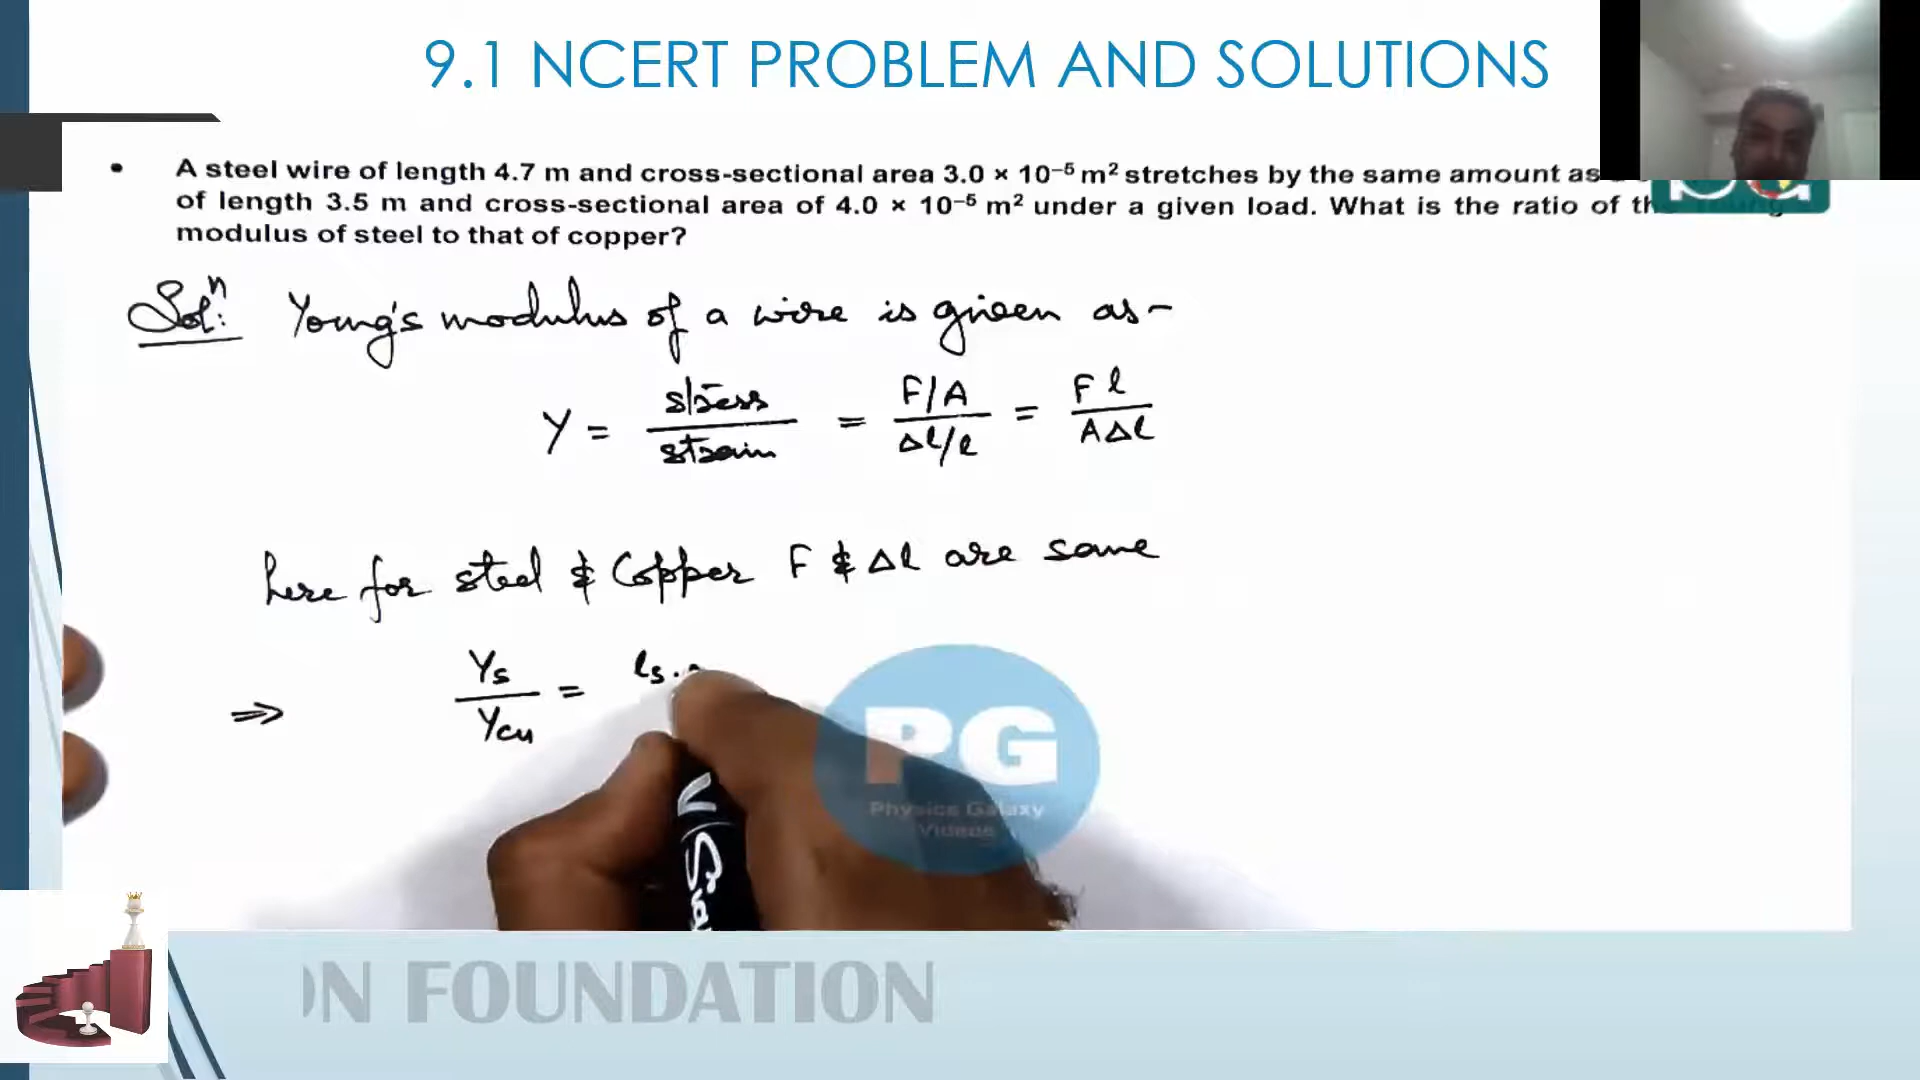 9.1 NCERT PROBLEM AND SOLUTIONS
• A steel wire of length 4.7 m and cross-sectional area 3.0 × 10⁻⁵ m² stretches by the same amount as
of length 3.5 m and cross-sectional area of 4.0 × 10⁻⁵ m² under a given load. What is the ratio of
modulus of steel to that of copper?
Solⁿ: Young's modulus of a wire is given as-
Y = stress/strain = (F/A)/(Δl/l) = Fl/AΔl
here for steel & Copper F & Δl are same
⇒ Ys/Ycu = ls.
PG
Physics Galaxy
Videos
ON FOUNDATION